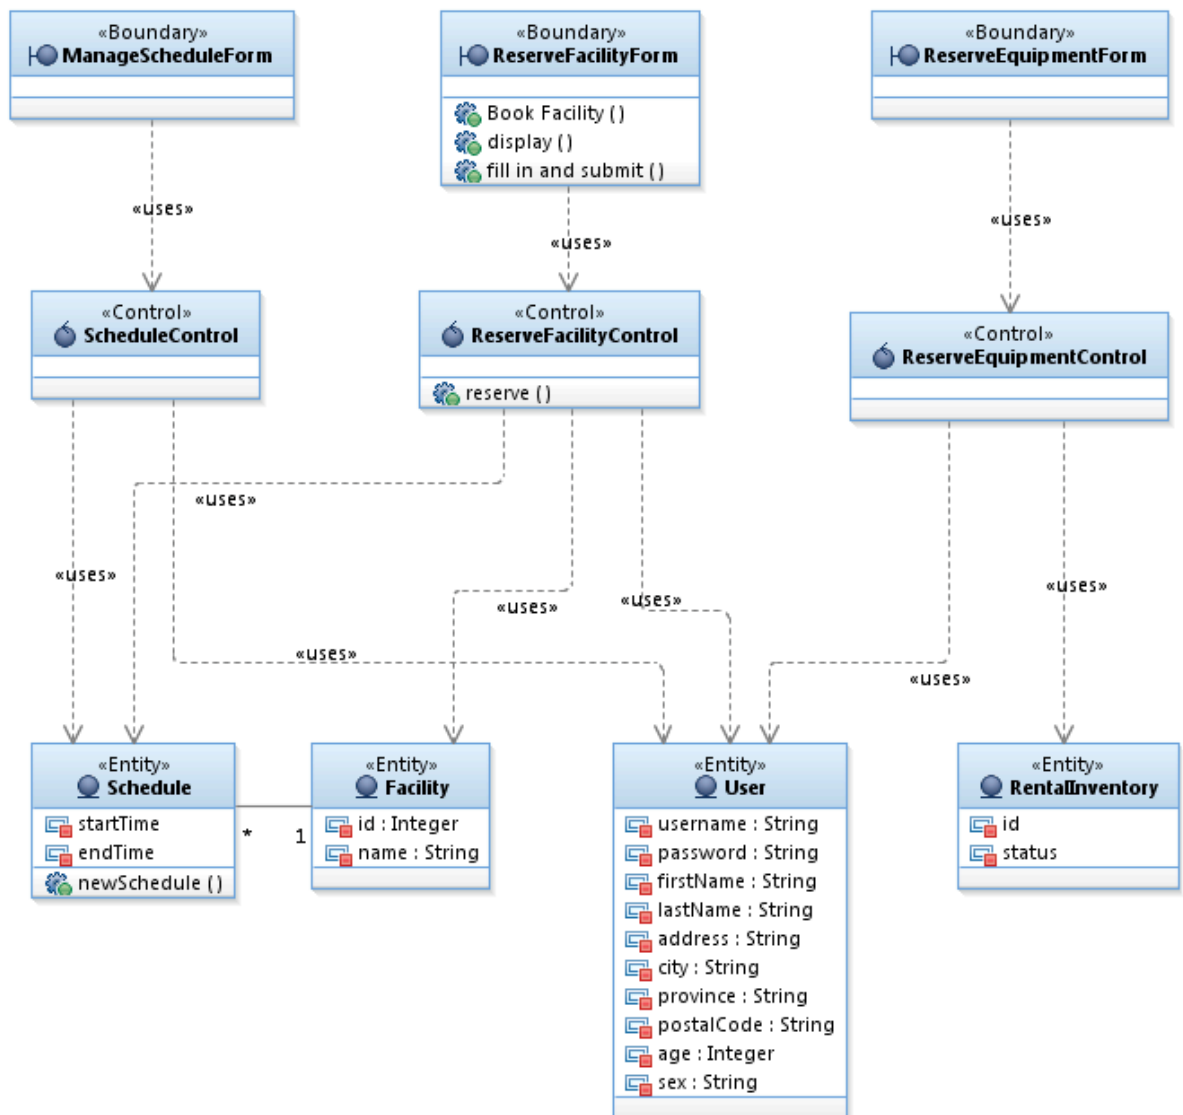 «Boundary»
ManageScheduleForm
«Boundary»
ReserveFacilityForm
Book Facility ()
display ()
fill in and submit ()
«Boundary»
ReserveEquipmentForm
«uses»
«uses»
«uses»
«Control»
ScheduleControl
«Control»
ReserveFacilityControl
reserve ()
«Control»
ReserveEquipmentControl
«uses»
«uses»
«uses»
«uses»
«uses»
«uses»
«uses»
«Entity»
Schedule
startTime
endTime
newSchedule ()
* 1
«Entity»
Facility
id : Integer
name : String
«Entity»
User
username : String
password : String
firstName : String
lastName : String
address : String
city : String
province : String
postalCode : String
age : Integer
sex : String
«Entity»
RentalInventory
id
status